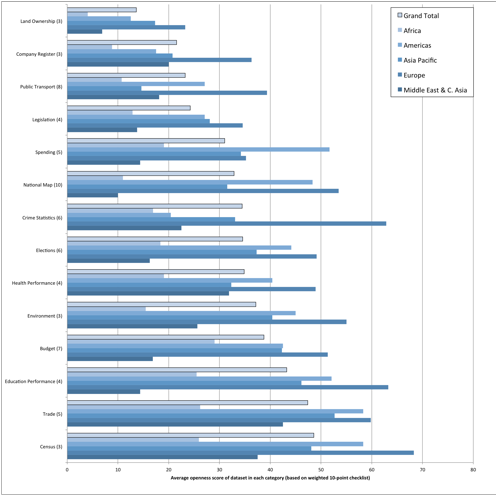 Grand Total
Africa
Americas
Asia Pacific
Europe
Middle East & C. Asia
Land Ownership (3)
Company Register (3)
Public Transport (8)
Legislation (4)
Spending (5)
National Map (10)
Crime Statistics (6)
Elections (6)
Health Performance (4)
Environment (3)
Budget (7)
Education Performance (4)
Trade (5)
Census (3)
0 10 20 30 40 50 60 70 80
Average openness score of dataset in each category (based on weighted 10-point checklist)